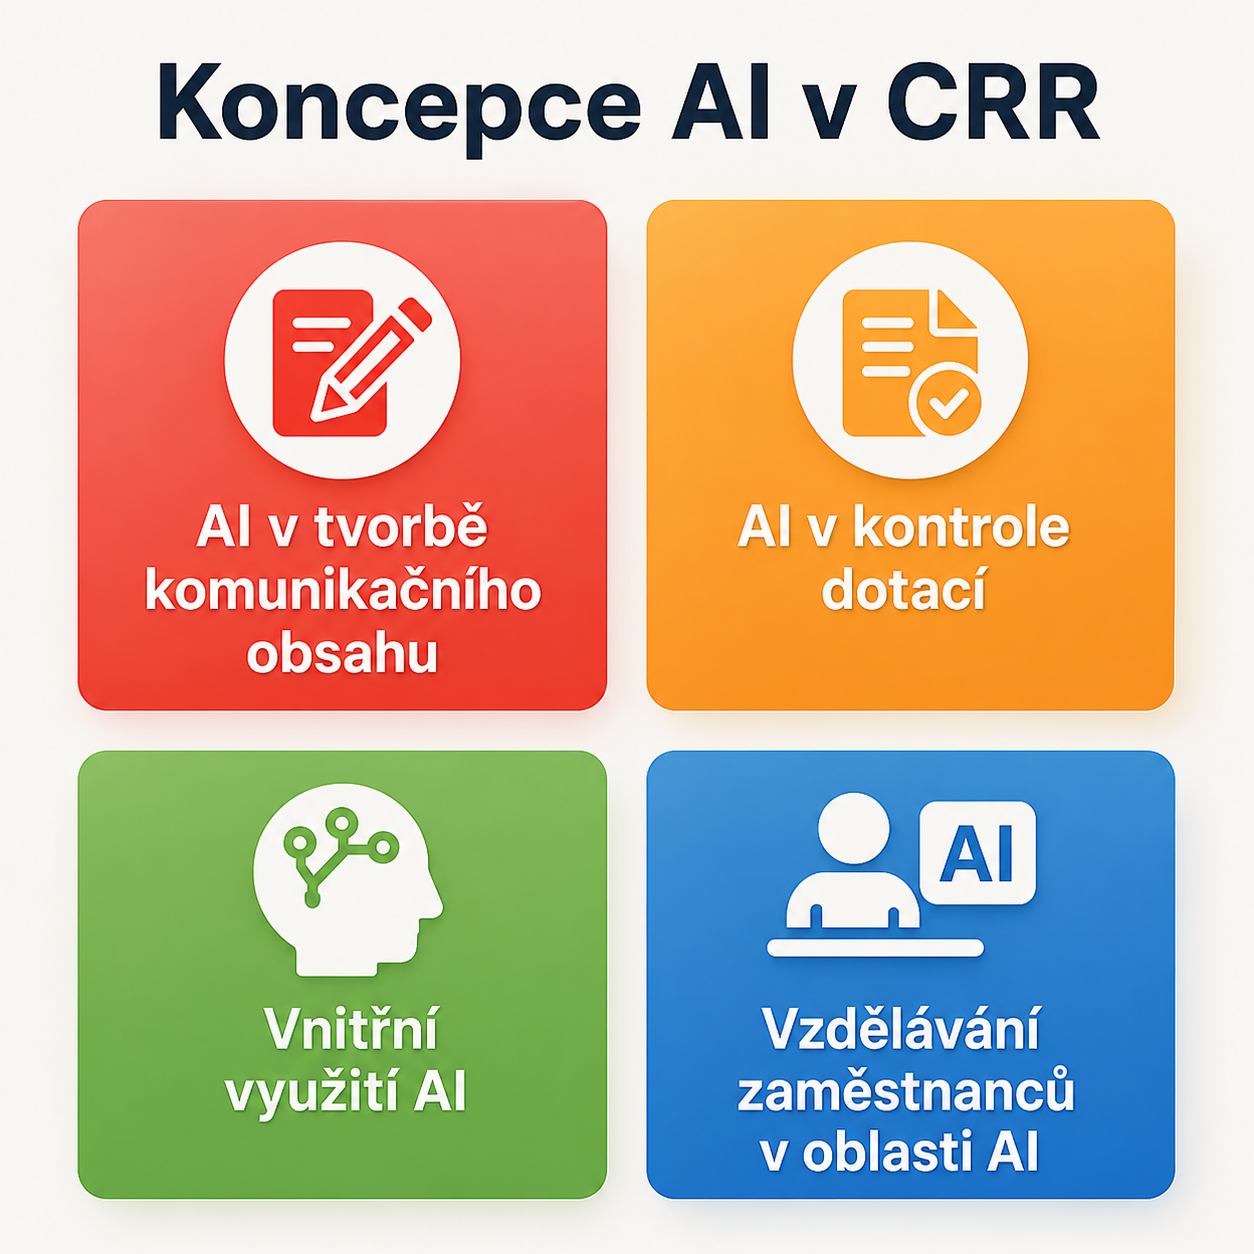 Koncepce AI v CRR
AI v tvorbě
komunikačního
obsahu
AI v kontrole
dotací
Vnitřní
využití AI
AI
Vzdělávání
zaměstnanců
v oblasti AI